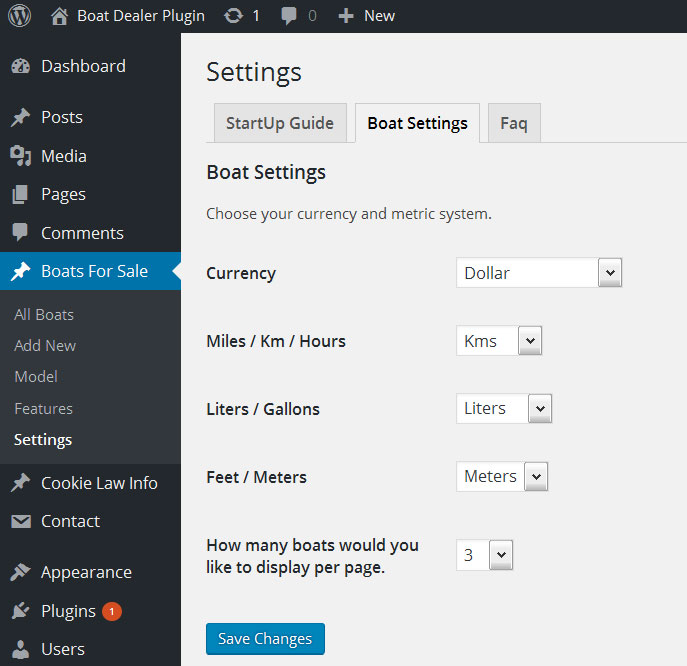 Boat Dealer Plugin 1 0 New
Dashboard
Posts
Media
Pages
Comments
Boats For Sale
All Boats
Add New
Model
Features
Settings
Cookie Law Info
Contact
Appearance
Plugins 1
Users
Settings
StartUp Guide Boat Settings Faq
Boat Settings
Choose your currency and metric system.
Currency Dollar
Miles / Km / Hours Kms
Liters / Gallons Liters
Feet / Meters Meters
How many boats would you
like to display per page. 3
Save Changes